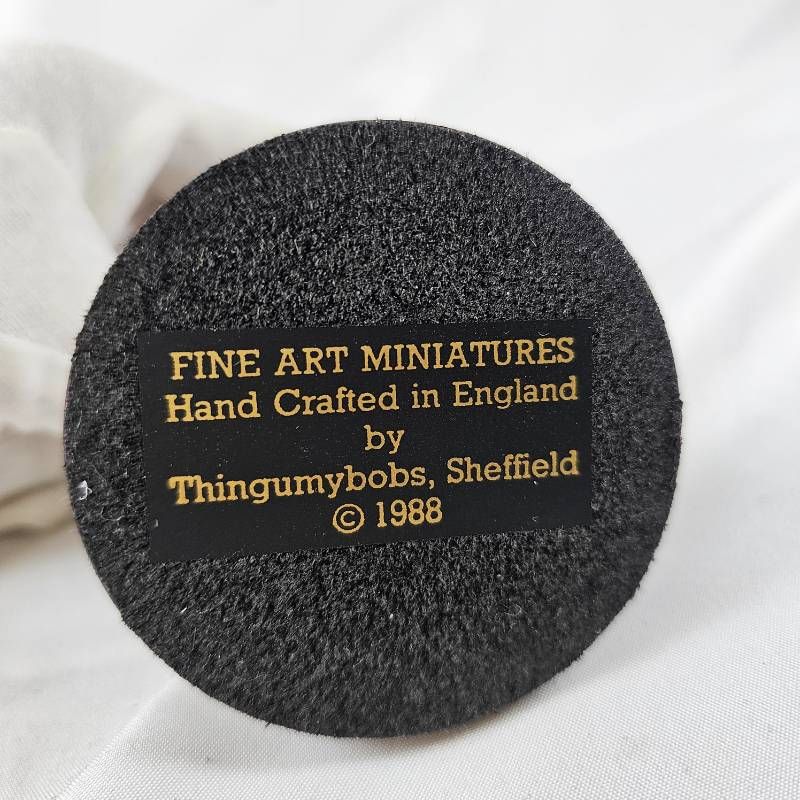 FINE ART MINIATURES
Hand Crafted in England
by
Thingumybobs, Sheffield
© 1988